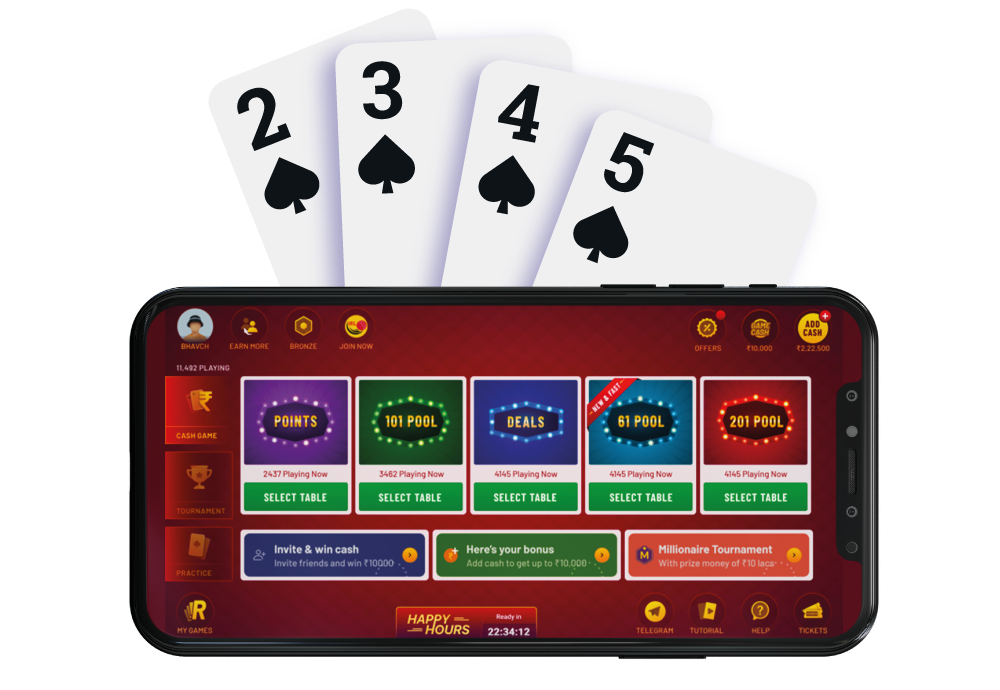 2
3
4
5
BHAVCH
EARN MORE
BRONZE
JOIN NOW
OFFERS
GAME CASH
₹10,000
ADD CASH
₹2,22,500
11,492 PLAYING
CASH GAME
TOURNAMENT
PRACTICE
POINTS
2437 Playing Now
SELECT TABLE
101 POOL
3462 Playing Now
SELECT TABLE
DEALS
4145 Playing Now
SELECT TABLE
NEW & FAST
61 POOL
4145 Playing Now
SELECT TABLE
201 POOL
4145 Playing Now
SELECT TABLE
Invite & win cash
Invite friends and win ₹10000
Here's your bonus
Add cash to get up to ₹10,000
M
Millionaire Tournament
With prize money of ₹10 lacs
R
MY GAMES
HAPPY
HOURS
Ready in
22:34:12
TELEGRAM
TUTORIAL
HELP
TICKETS